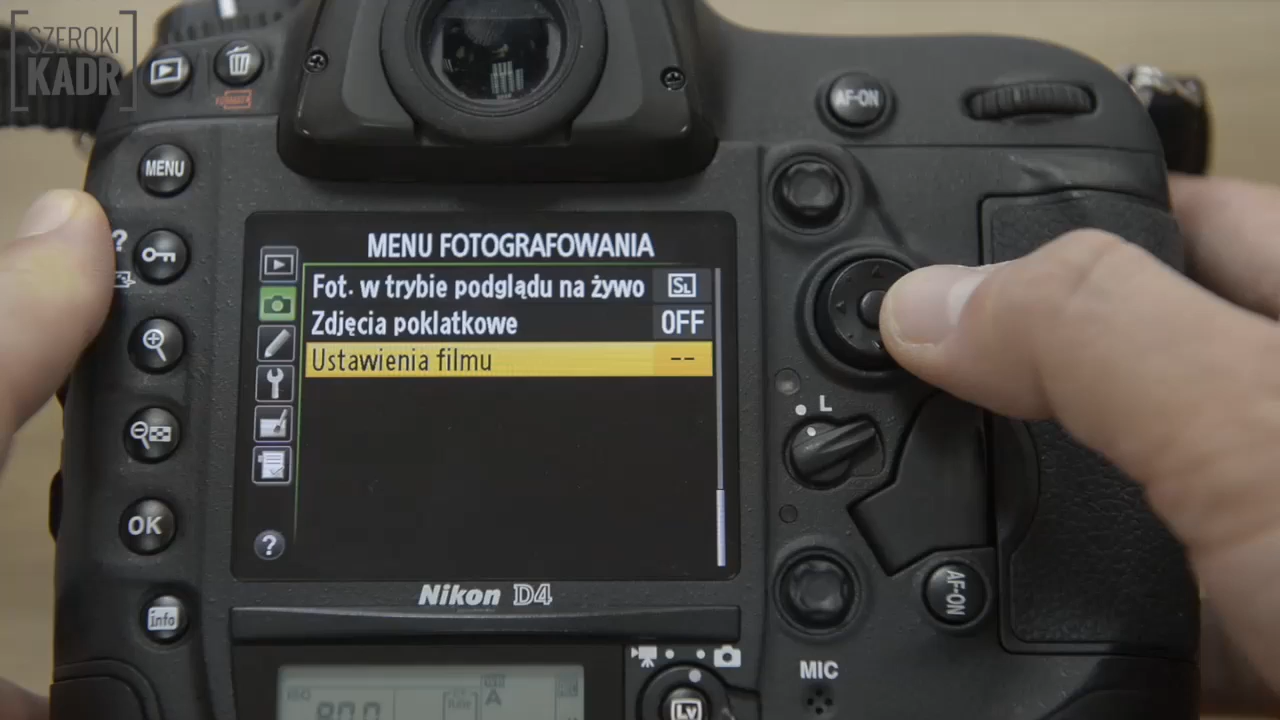 SZEROKI
KADR
AF-ON
MENU
?
MENU FOTOGRAFOWANIA
Fot. w trybie podglądu na żywo SL
Zdjęcia poklatkowe OFF
Ustawienia filmu --
L
OK
?
Nikon D4
info
AF-ON
MIC
A
Lv